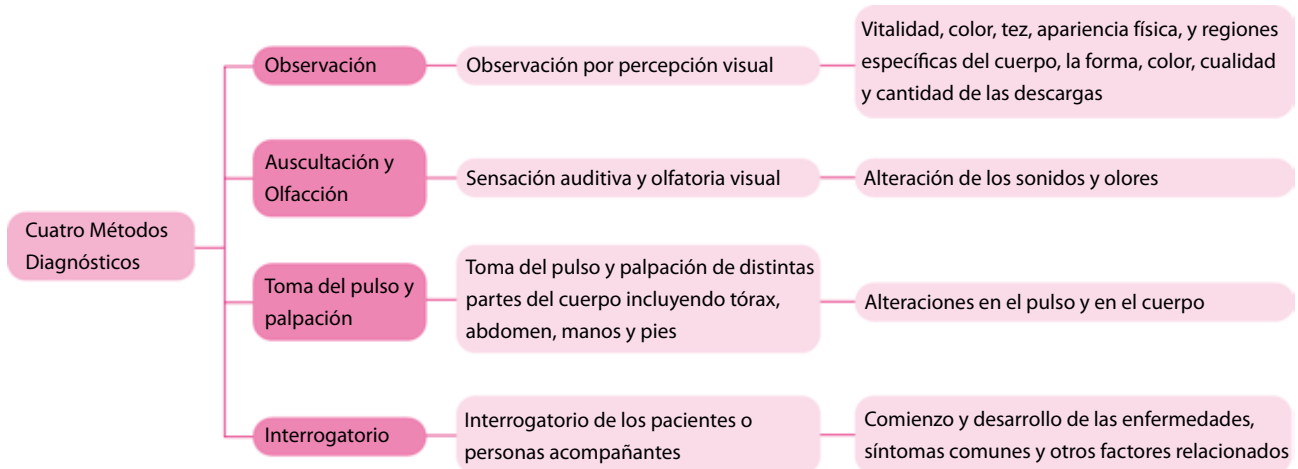 Cuatro Métodos
Diagnósticos
Observación
Observación por percepción visual
Vitalidad, color, tez, apariencia física, y regiones
específicas del cuerpo, la forma, color, cualidad
y cantidad de las descargas
Auscultación y
Olfacción
Sensación auditiva y olfatoria visual
Alteración de los sonidos y olores
Toma del pulso y
palpación
Toma del pulso y palpación de distintas
partes del cuerpo incluyendo tórax,
abdomen, manos y pies
Alteraciones en el pulso y en el cuerpo
Interrogatorio
Interrogatorio de los pacientes o
personas acompañantes
Comienzo y desarrollo de las enfermedades,
síntomas comunes y otros factores relacionados